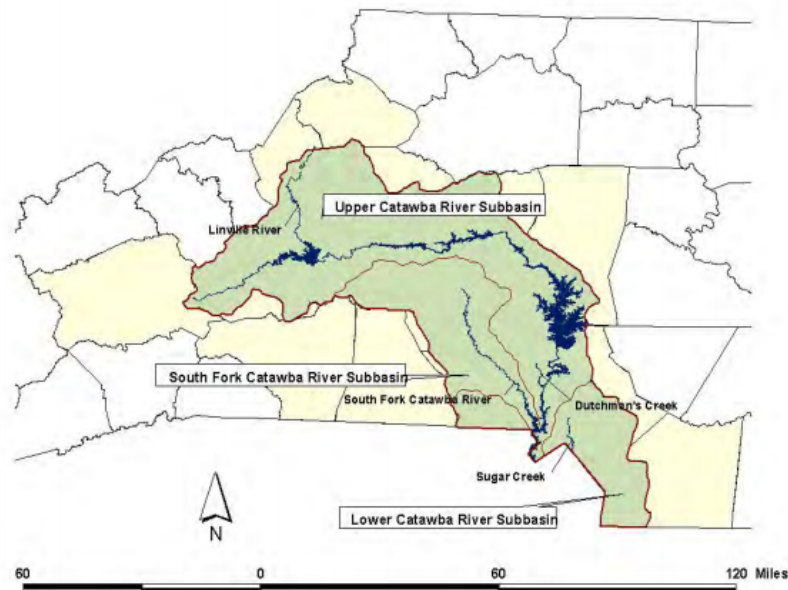 Upper Catawba River Subbasin
Linville River
South Fork Catawba River Subbasin
South Fork Catawba River
Dutchman's Creek
Sugar Creek
Lower Catawba River Subbasin
N
60 0 60 120 Miles